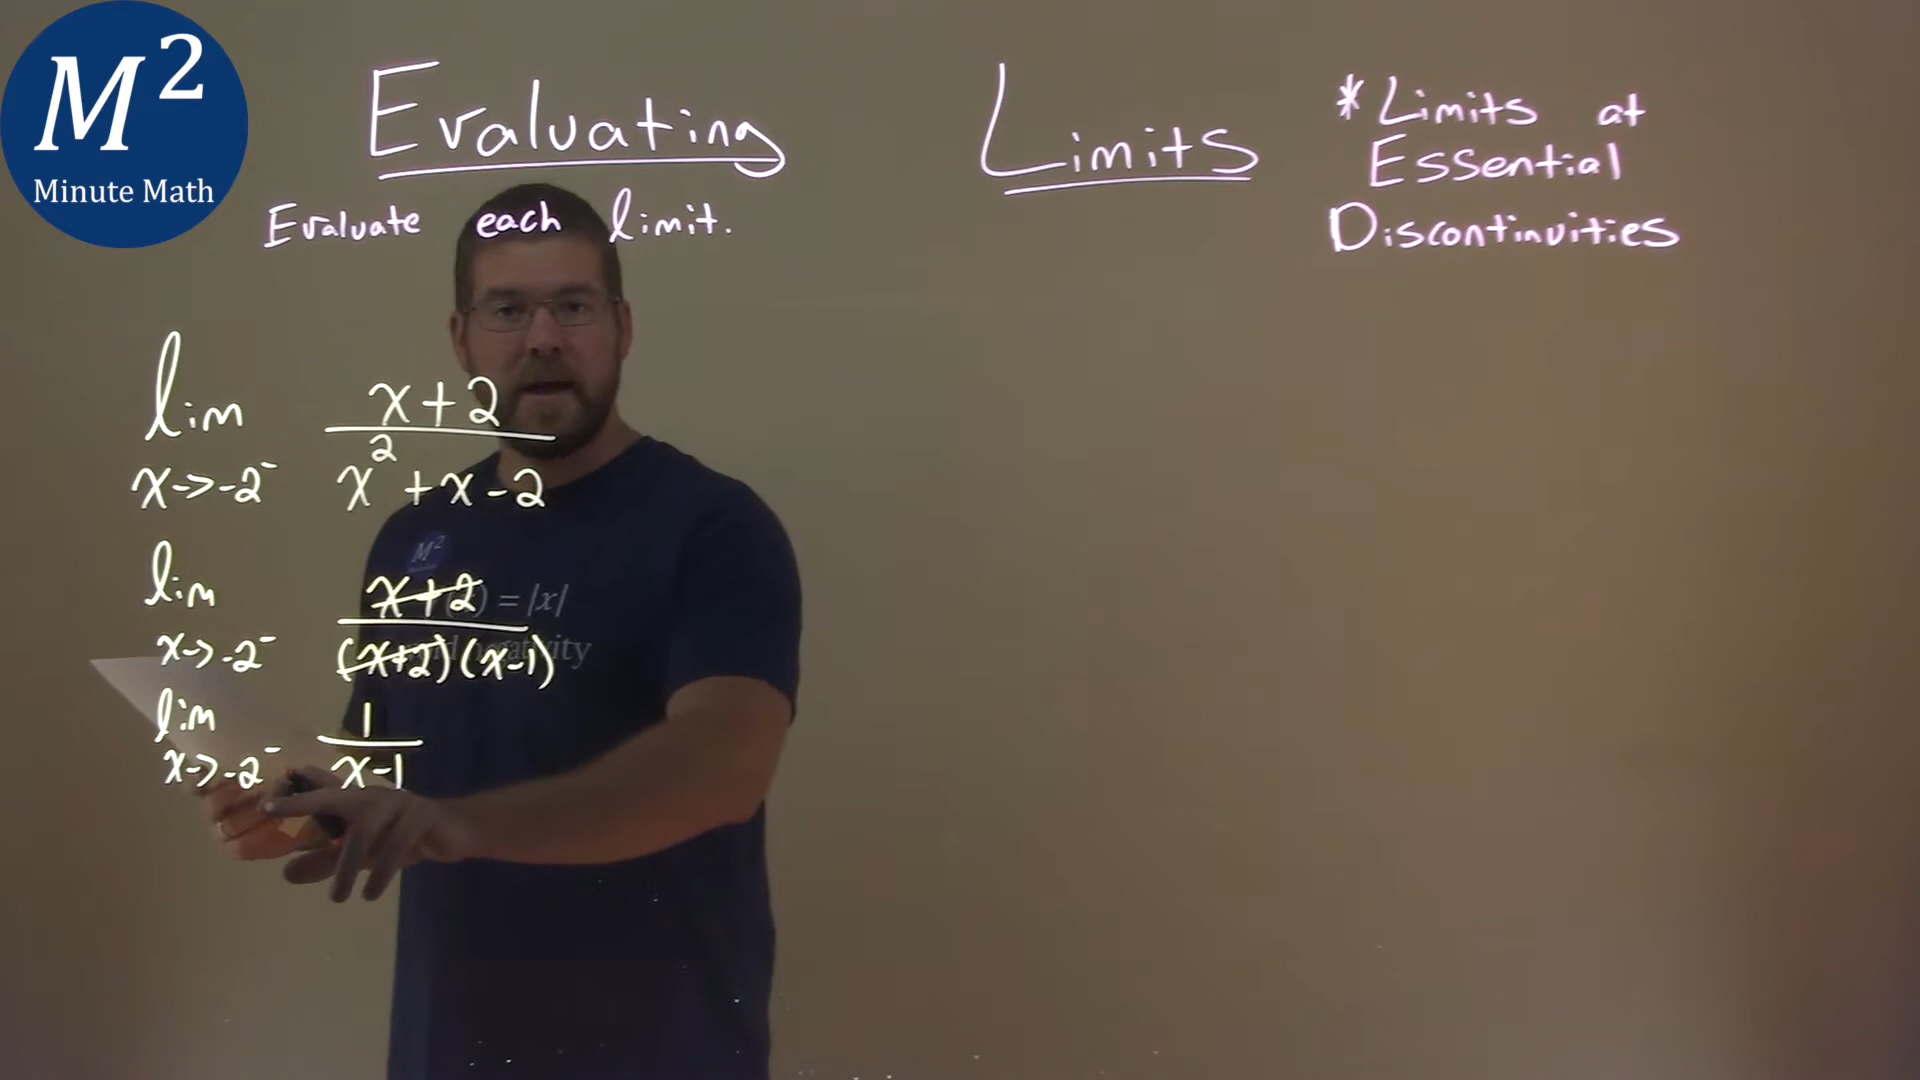 M²
Minute Math
Evaluating Limits
* Limits at
Essential
Discontinuities
Evaluate each limit.
lim x+2
x->-2⁻ x²+x-2
M²
= |x|
lim x+2
x->-2⁻ (x+2)(x-1)
lim 1
x->-2⁻ x-1